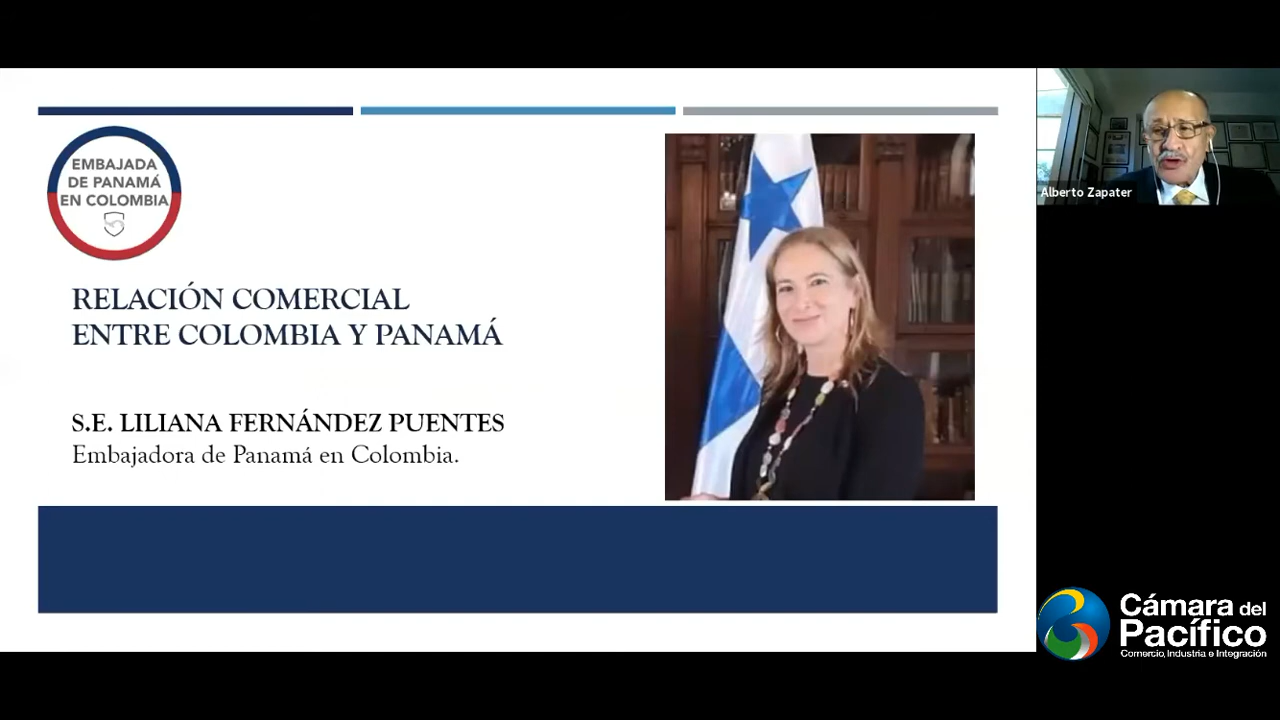 EMBAJADA
DE PANAMÁ
EN COLOMBIA
RELACIÓN COMERCIAL
ENTRE COLOMBIA Y PANAMÁ
S.E. LILIANA FERNÁNDEZ PUENTES
Embajadora de Panamá en Colombia.
Alberto Zapater
Cámara del
Pacífico
Comercio, Industria e Integración